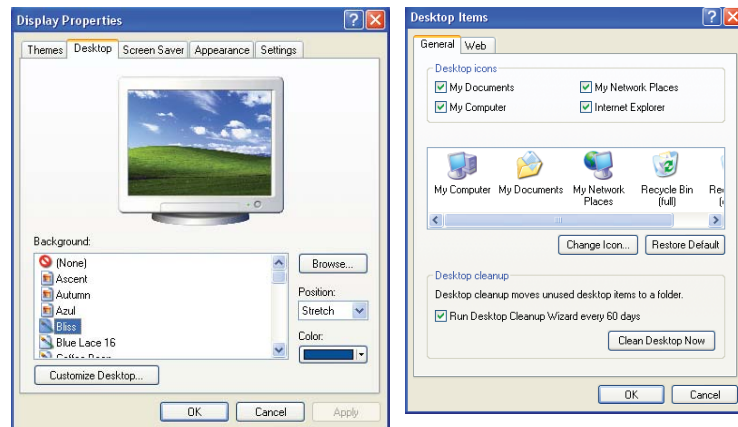 Display Properties
Themes Desktop Screen Saver Appearance Settings
Background:
(None)
Ascent
Autumn
Azul
Bliss
Blue Lace 16
Browse...
Position:
Stretch
Color:
Customize Desktop...
OK Cancel Apply
Desktop Items
General Web
Desktop icons
My Documents My Network Places
My Computer Internet Explorer
My Computer My Documents My Network Places Recycle Bin (full)
Change Icon... Restore Default
Desktop cleanup
Desktop cleanup moves unused desktop items to a folder.
Run Desktop Cleanup Wizard every 60 days
Clean Desktop Now
OK Cancel